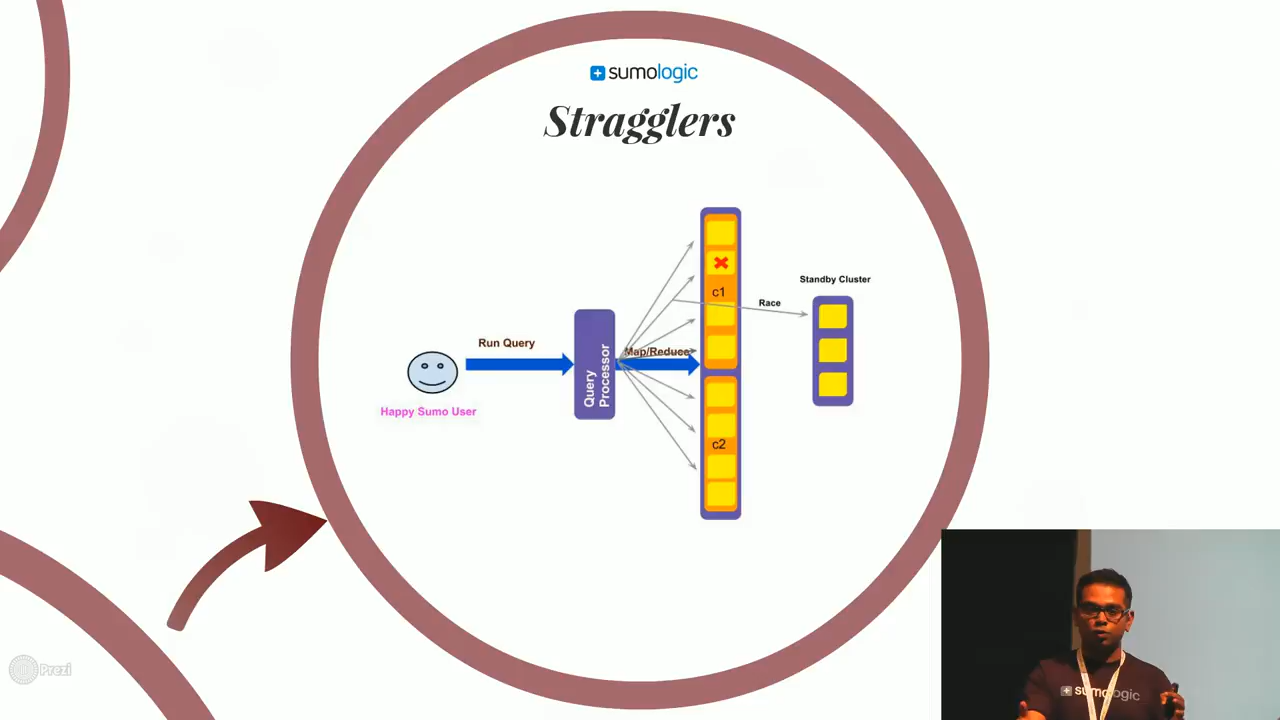 sumologic
Stragglers
Standby Cluster
c1
Race
Run Query
Map/Reduce
Query
Processor
Happy Sumo User
c2
Prezi
sumologic